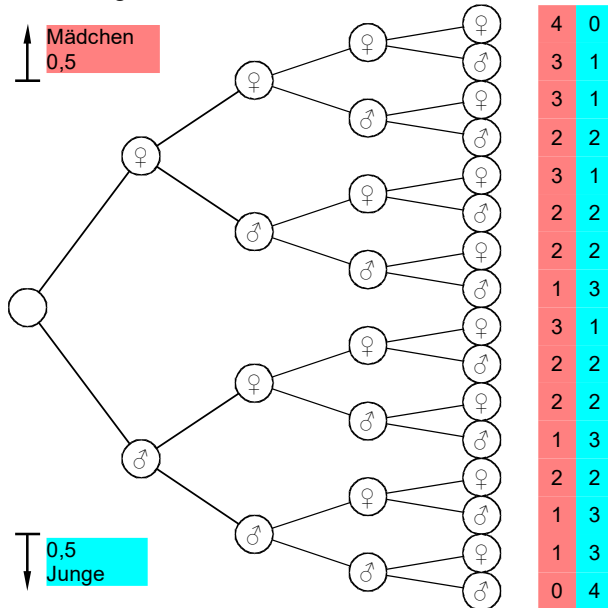 Mädchen
0,5
♀ ♀ ♀ ♀ 4 0
♂ 3 1
♂ ♀ 3 1
♂ 2 2
♂ ♀ ♀ 3 1
♂ 2 2
♂ ♀ 2 2
♂ 1 3
♂ ♀ ♀ ♀ 3 1
♂ 2 2
♂ ♀ 2 2
♂ 1 3
♂ ♀ ♀ 2 2
♂ 1 3
♂ ♀ 1 3
♂ 0 4
0,5
Junge